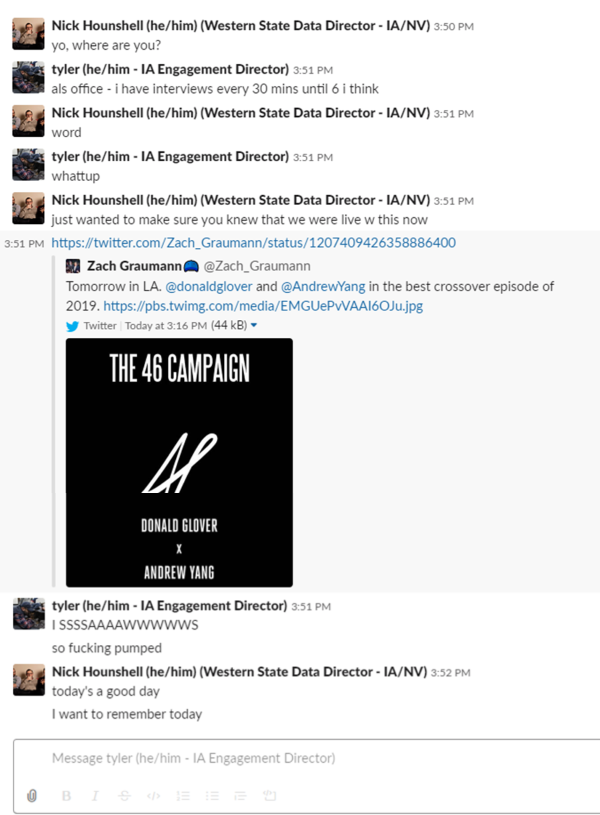 Nick Hounshell (he/him) (Western State Data Director - IA/NV) 3:50 PM
yo, where are you?
tyler (he/him - IA Engagement Director) 3:51 PM
als office - i have interviews every 30 mins until 6 i think
Nick Hounshell (he/him) (Western State Data Director - IA/NV) 3:51 PM
word
tyler (he/him - IA Engagement Director) 3:51 PM
whattup
Nick Hounshell (he/him) (Western State Data Director - IA/NV) 3:51 PM
just wanted to make sure you knew that we were live w this now
3:51 PM https://twitter.com/Zach_Graumann/status/1207409426358886400
Zach Graumann🧢 @Zach_Graumann
Tomorrow in LA. @donaldglover and @AndrewYang in the best crossover episode of
2019. https://pbs.twimg.com/media/EMGUePvVAAI6OJu.jpg
Twitter | Today at 3:16 PM (44 kB)
THE 46 CAMPAIGN
DONALD GLOVER
X
ANDREW YANG
tyler (he/him - IA Engagement Director) 3:51 PM
I SSSSAAAAWWWWWS
so fucking pumped
Nick Hounshell (he/him) (Western State Data Director - IA/NV) 3:52 PM
today's a good day
I want to remember today
Message tyler (he/him - IA Engagement Director)
B I S </>